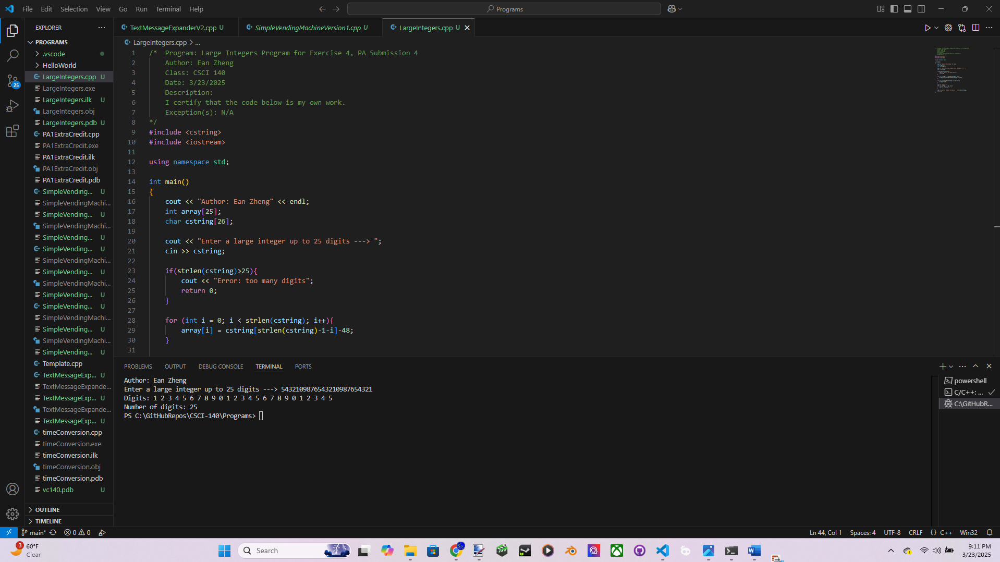 File Edit Selection View Go Run Terminal Help
Programs
EXPLORER
PROGRAMS
.vscode
HelloWorld
LargeIntegers.cpp U
LargeIntegers.exe
LargeIntegers.ilk U
LargeIntegers.obj
LargeIntegers.pdb U
PA1ExtraCredit.cpp
PA1ExtraCredit.exe
PA1ExtraCredit.ilk
PA1ExtraCredit.obj
PA1ExtraCredit.pdb
SimpleVending... U
SimpleVendingMachi...
SimpleVending... U
SimpleVendingMachi...
SimpleVending... U
SimpleVending... U
SimpleVendingMachi...
SimpleVending... U
SimpleVendingMachi...
SimpleVending... U
SimpleVending... U
SimpleVendingMachi...
SimpleVending... U
SimpleVendingMachi...
SimpleVending... U
Template.cpp
TextMessageExp... U
TextMessageExpande...
TextMessageExp... U
TextMessageExpande...
TextMessageExp... U
timeConversion.cpp
timeConversion.exe
timeConversion.ilk
timeConversion.obj
timeConversion.pdb
vc140.pdb U
OUTLINE
TIMELINE
25
TextMessageExpanderV2.cpp U
SimpleVendingMachineVersion1.cpp U
LargeIntegers.cpp U
LargeIntegers.cpp > ...
1 /* Program: Large Integers Program for Exercise 4, PA Submission 4
2 Author: Ean Zheng
3 Class: CSCI 140
4 Date: 3/23/2025
5 Description:
6 I certify that the code below is my own work.
7 Exception(s): N/A
8 */
9 #include <cstring>
10 #include <iostream>
11
12 using namespace std;
13
14 int main()
15 {
16 cout << "Author: Ean Zheng" << endl;
17 int array[25];
18 char cstring[26];
19
20 cout << "Enter a large integer up to 25 digits ---> ";
21 cin >> cstring;
22
23 if(strlen(cstring)>25){
24 cout << "Error: too many digits";
25 return 0;
26 }
27
28 for (int i = 0; i < strlen(cstring); i++){
29 array[i] = cstring[strlen(cstring)-1-i]-48;
30 }
31
PROBLEMS OUTPUT DEBUG CONSOLE TERMINAL PORTS
Author: Ean Zheng
Enter a large integer up to 25 digits ---> 5432109876543210987654321
Digits: 1 2 3 4 5 6 7 8 9 0 1 2 3 4 5 6 7 8 9 0 1 2 3 4 5
Number of digits: 25
PS C:\GitHubRepos\CSCI-140\Programs>
powershell
C/C++: ...
C:\GitHubR...
main* 0 0
Ln 44, Col 1 Spaces: 4 UTF-8 CRLF {} C++ Win32
3
60°F
Clear
Search
9:11 PM
3/23/2025